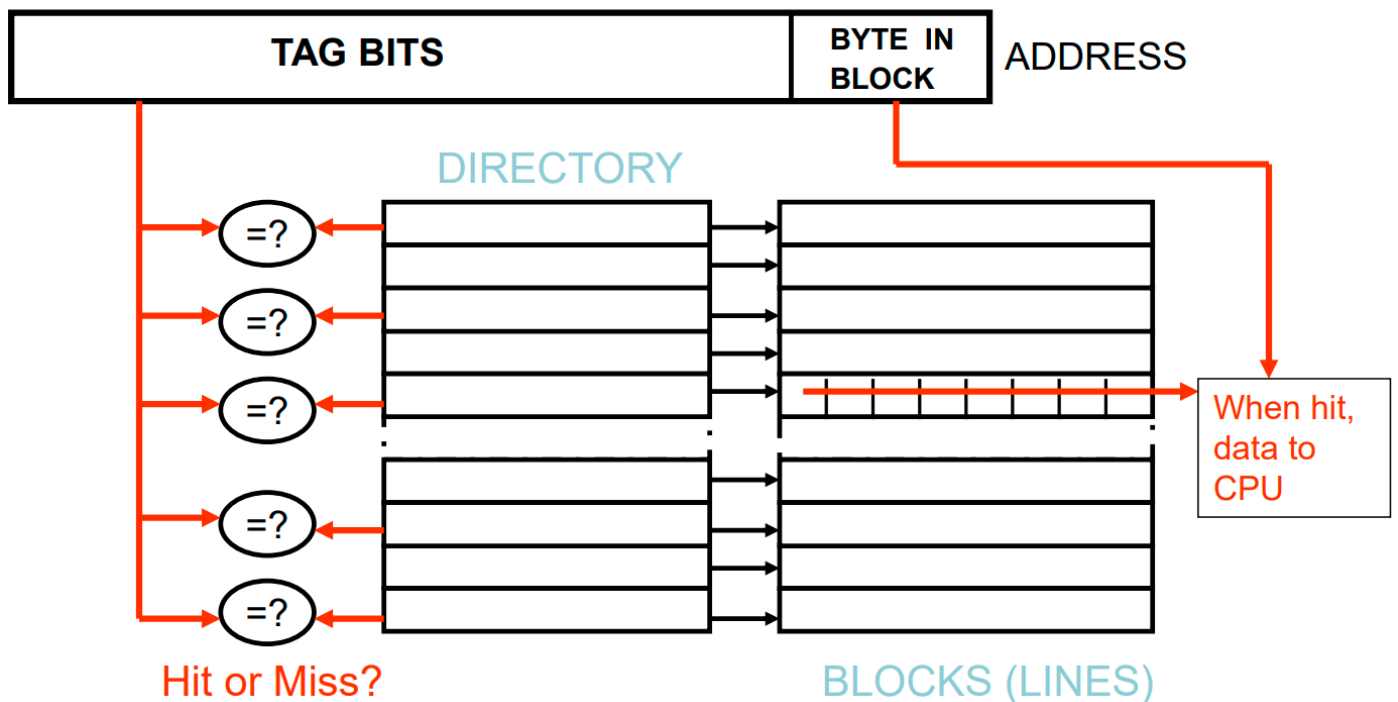 TAG BITS
BYTE IN
BLOCK
ADDRESS
DIRECTORY
=?
=?
=?
=?
=?
When hit,
data to
CPU
Hit or Miss?
BLOCKS (LINES)